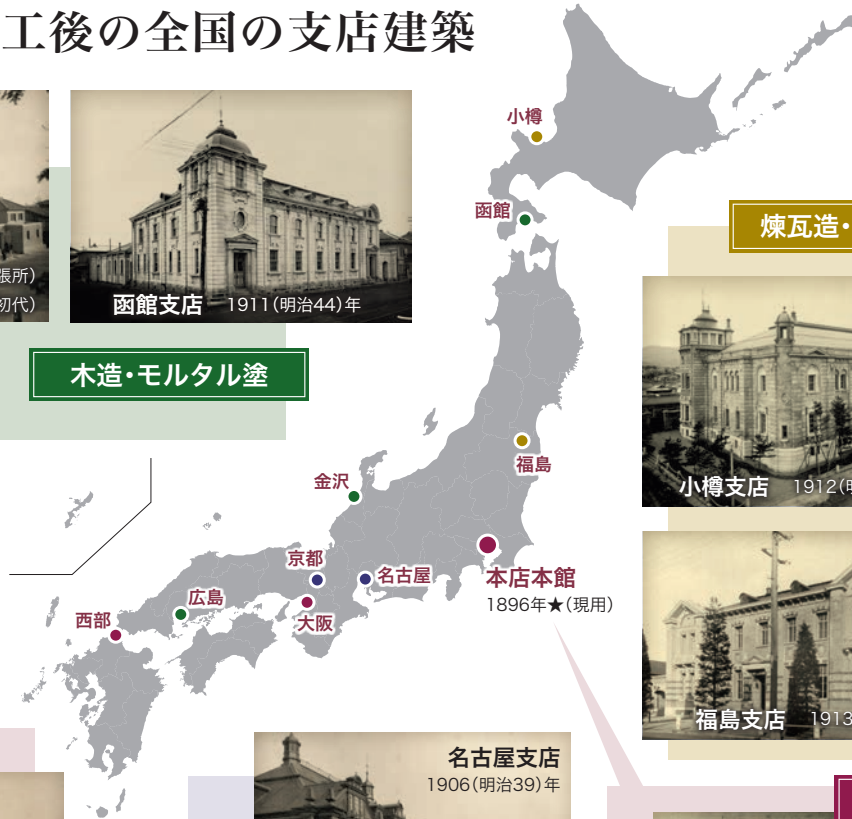 工後の全国の支店建築
張所)
初代)
函館支店 1911(明治44)年
木造・モルタル塗
小樽
函館
煉瓦造・
小樽支店 1912(明
福島
金沢
京都
名古屋
本店本館
1896年★(現用)
広島
西部
大阪
福島支店 1913
名古屋支店
1906(明治39)年